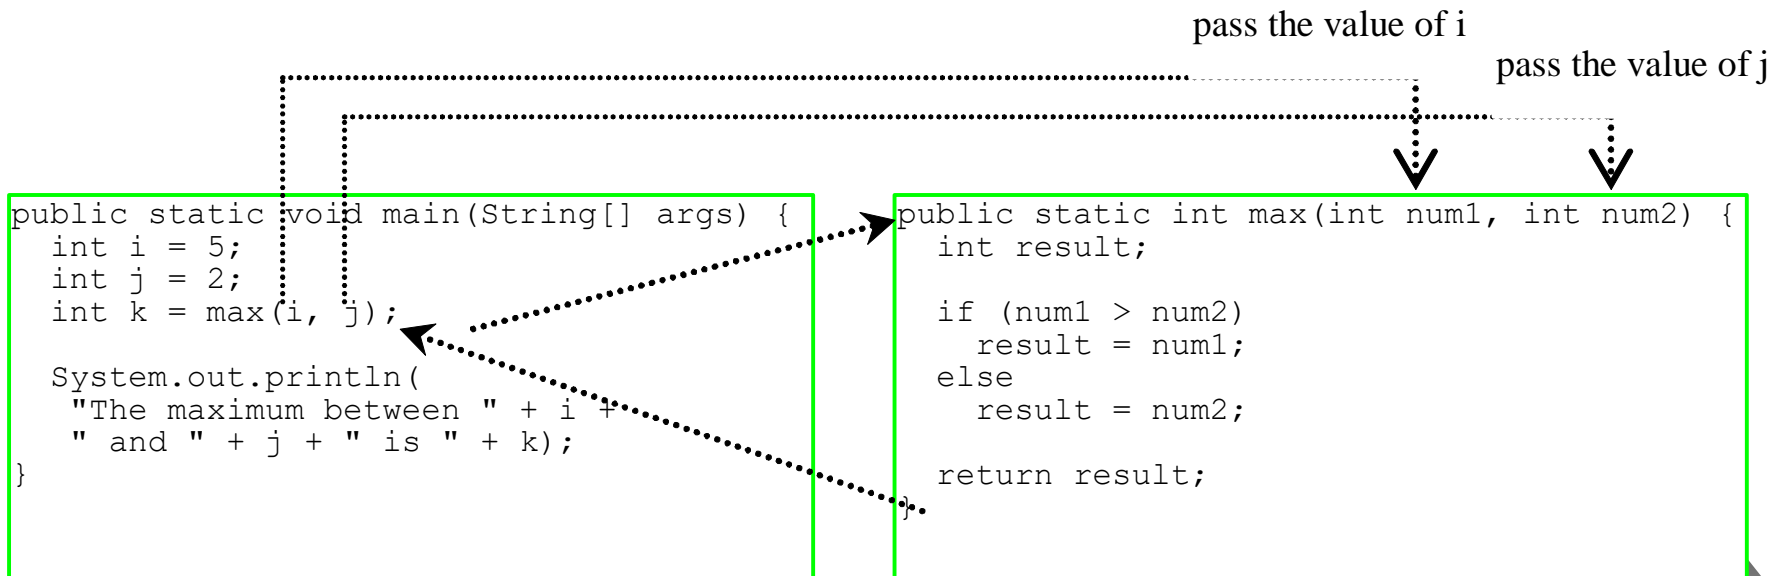 pass the value of i
pass the value of j
public static void main(String[] args) {
  int i = 5;
  int j = 2;
  int k = max(i, j);
  System.out.println(
   "The maximum between " + i +
   " and " + j + " is " + k);
}
public static int max(int num1, int num2) {
  int result;
  if (num1 > num2)
    result = num1;
  else
    result = num2;
  return result;
}